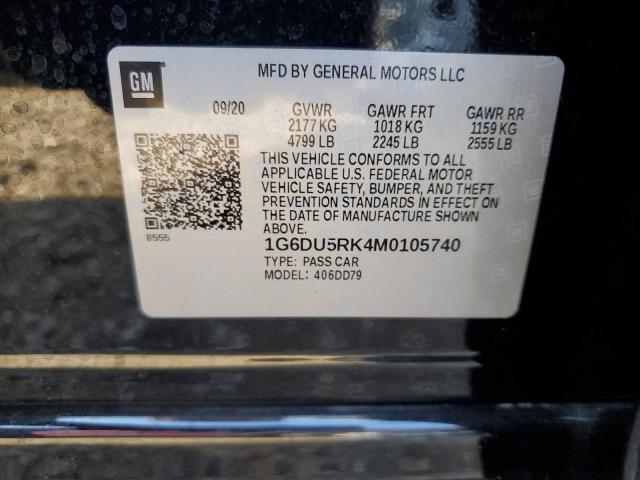 GM
MFD BY GENERAL MOTORS LLC
09/20 GVWR GAWR FRT GAWR RR
2177 KG 1018 KG 1159 KG
4799 LB 2245 LB 2555 LB
THIS VEHICLE CONFORMS TO ALL
APPLICABLE U.S. FEDERAL MOTOR
VEHICLE SAFETY, BUMPER, AND THEFT
PREVENTION STANDARDS IN EFFECT ON
THE DATE OF MANUFACTURE SHOWN
ABOVE.
8555
1G6DU5RK4M0105740
TYPE: PASS CAR
MODEL: 406DD79